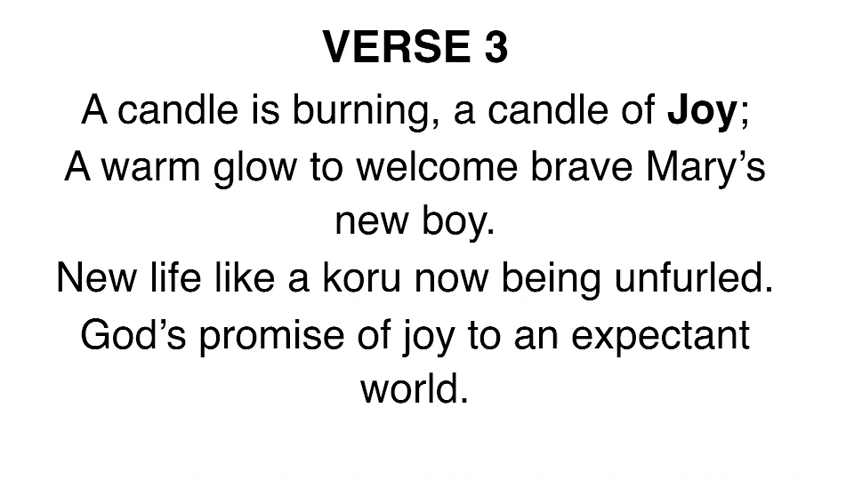 VERSE 3
A candle is burning, a candle of Joy;
A warm glow to welcome brave Mary’s
new boy.
New life like a koru now being unfurled.
God’s promise of joy to an expectant
world.